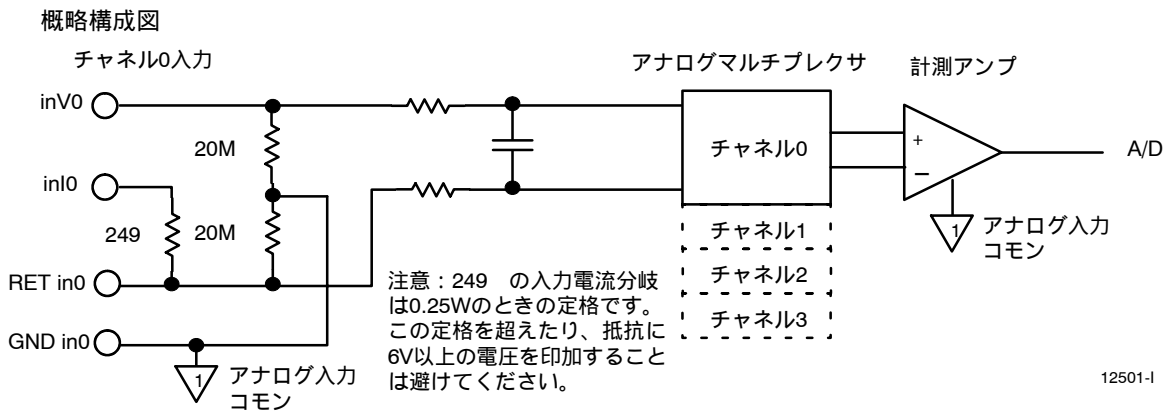 概略構成図
チャネル0入力
アナログマルチプレクサ
計測アンプ
inV0
20M
チャネル0
+
−
A/D
inI0
249
20M
チャネル1
1
アナログ入力
コモン
RET in0
注意：249　の入力電流分岐
は0.25Wのときの定格です。
この定格を超えたり、抵抗に
6V以上の電圧を印加すること
は避けてください。
チャネル2
チャネル3
GND in0
1
アナログ入力
コモン
12501-I